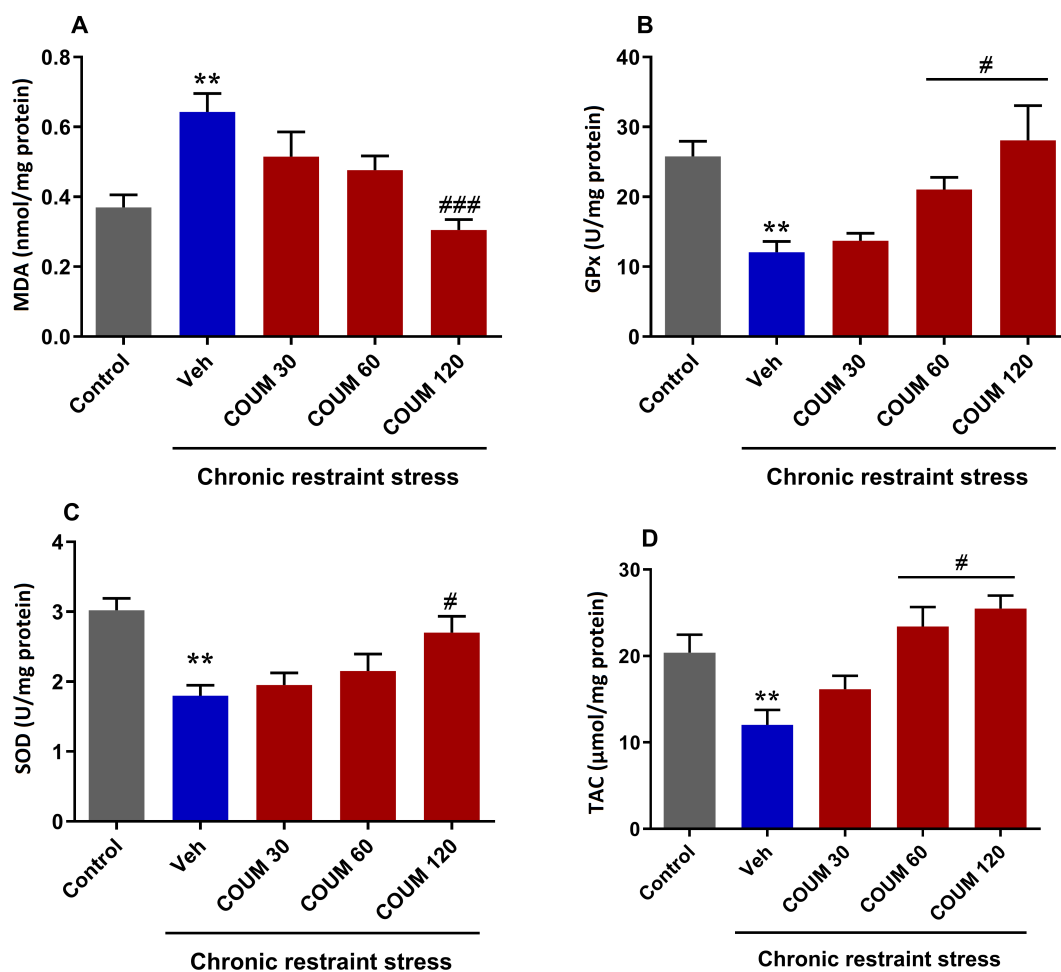 A
MDA (nmol/mg protein)
0.8
0.6
0.4
0.2
0.0
**
###
Control
Veh
COUM 30
COUM 60
COUM 120
Chronic restraint stress
B
GPx (U/mg protein)
40
30
20
10
0
**
#
Control
Veh
COUM 30
COUM 60
COUM 120
Chronic restraint stress
C
SOD (U/mg protein)
4
3
2
1
0
**
#
Control
Veh
COUM 30
COUM 60
COUM 120
Chronic restraint stress
D
TAC (µmol/mg protein)
30
20
10
0
**
#
Control
Veh
COUM 30
COUM 60
COUM 120
Chronic restraint stress